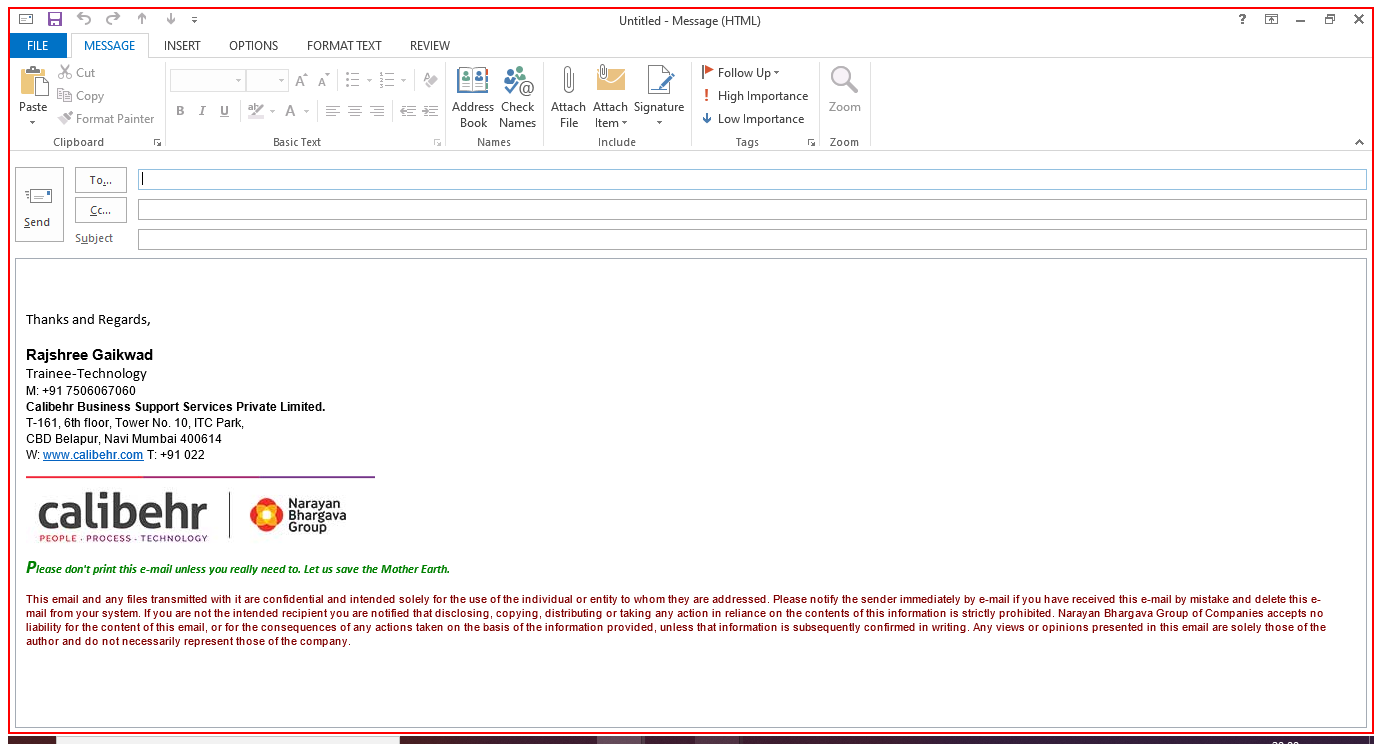 Untitled - Message (HTML)
?
FILE MESSAGE INSERT OPTIONS FORMAT TEXT REVIEW
Paste
Cut
Copy
Format Painter
Clipboard
B I U ab A
Basic Text
Address Book
Check Names
Names
Attach File
Attach Item
Signature
Include
Follow Up
High Importance
Low Importance
Tags
Zoom
Zoom
Send
To...
Cc...
Subject
Thanks and Regards,
Rajshree Gaikwad
Trainee-Technology
M: +91 7506067060
Calibehr Business Support Services Private Limited.
T-161, 6th floor, Tower No. 10, ITC Park,
CBD Belapur, Navi Mumbai 400614
W: www.calibehr.com T: +91 022
calibehr
PEOPLE . PROCESS . TECHNOLOGY
Narayan
Bhargava
Group
Please don't print this e-mail unless you really need to. Let us save the Mother Earth.
This email and any files transmitted with it are confidential and intended solely for the use of the individual or entity to whom they are addressed. Please notify the sender immediately by e-mail if you have received this e-mail by mistake and delete this e-
mail from your system. If you are not the intended recipient you are notified that disclosing, copying, distributing or taking any action in reliance on the contents of this information is strictly prohibited. Narayan Bhargava Group of Companies accepts no
liability for the content of this email, or for the consequences of any actions taken on the basis of the information provided, unless that information is subsequently confirmed in writing. Any views or opinions presented in this email are solely those of the
author and do not necessarily represent those of the company.